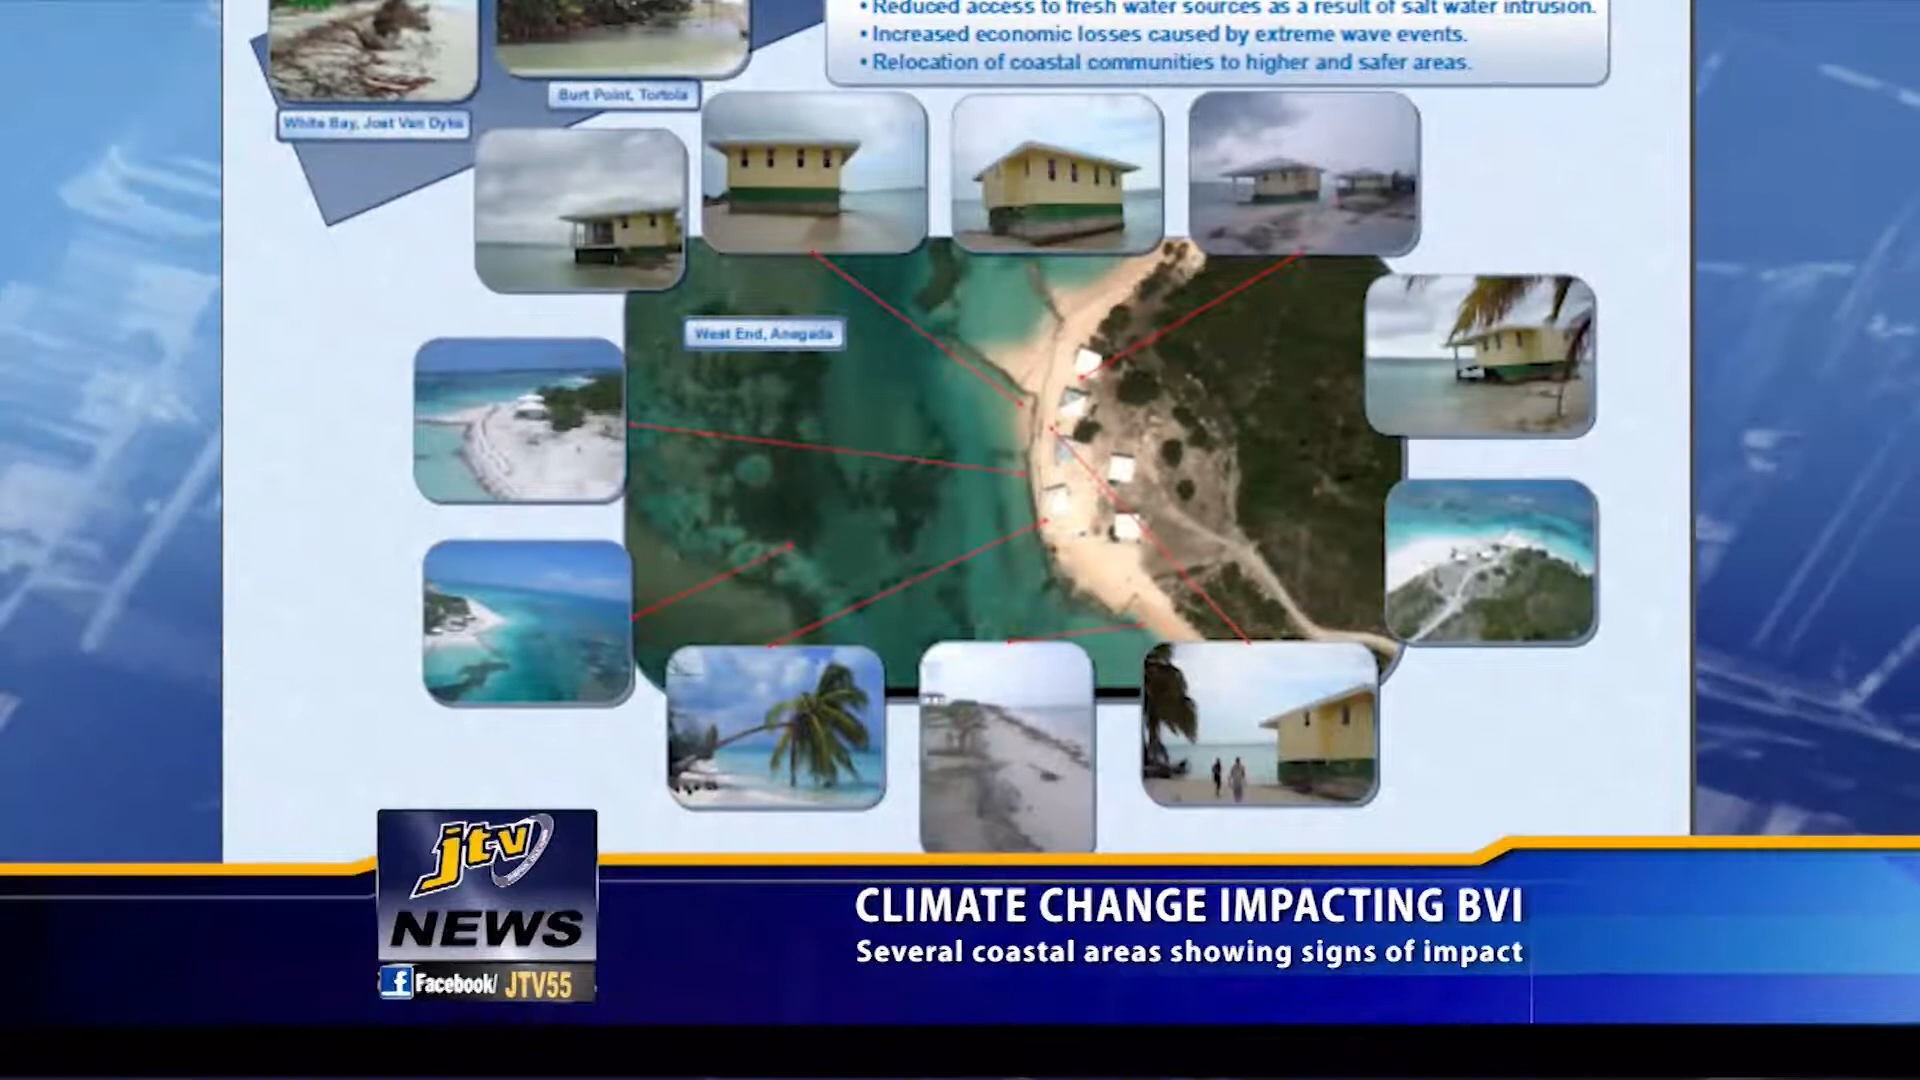 • Reduced access to fresh water sources as a result of salt water intrusion.
• Increased economic losses caused by extreme wave events.
• Relocation of coastal communities to higher and safer areas.
Burt Point, Tortola
White Bay, Jost Van Dyke
West End, Anegada
jtv
NEWS
Facebook/ JTV55
CLIMATE CHANGE IMPACTING BVI
Several coastal areas showing signs of impact